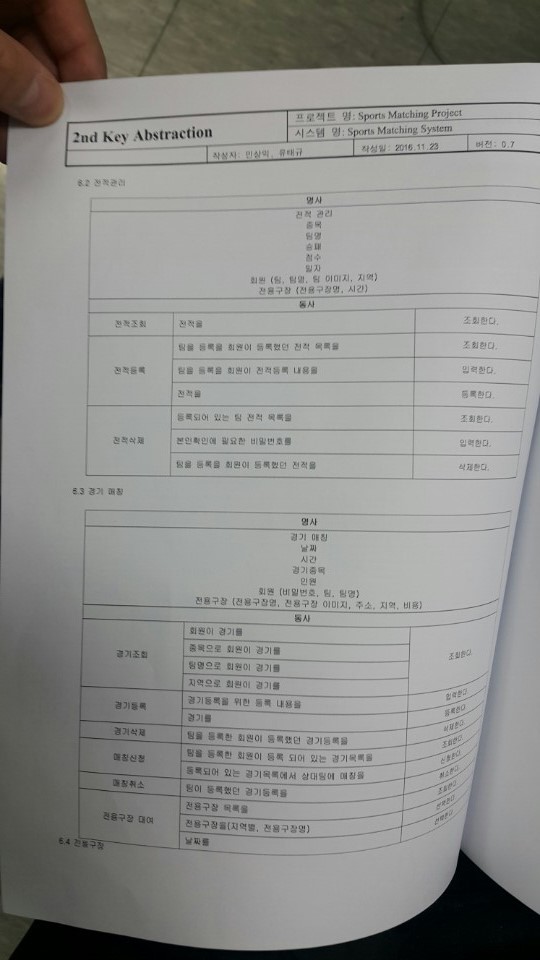 2nd Key Abstraction
프로젝트 명: Sports Matching Project
시스템 명: Sports Matching System
작성자: 민상익, 유태규 작성일: 2016.11.23 버전: 0.7
6.2 전적관리
명사
전적 관리
종목
팀명
승패
점수
일자
회원 (팀, 팀명, 팀 이미지, 지역)
전용구장 (전용구장명, 시간)
동사
전적조회 전적을 조회한다.
전적등록 팀을 등록을 회원이 등록했던 전적 목록을 조회한다.
팀을 등록을 회원이 전적등록 내용을 입력한다.
전적을 등록한다.
전적삭제 등록되어 있는 팀 전적 목록을 조회한다.
본인확인에 필요한 비밀번호를 입력한다.
팀을 등록을 회원이 등록했던 전적을 삭제한다.
6.3 경기 매칭
명사
경기 매칭
날짜
시간
경기종목
인원
회원 (비밀번호, 팀, 팀명)
전용구장 (전용구장명, 전용구장 이미지, 주소, 지역, 비용)
동사
경기조회 회원이 경기를 조회한다.
종목으로 회원이 경기를
팀명으로 회원이 경기를
지역으로 회원이 경기를
경기등록 경기등록을 위한 등록 내용을 입력한다.
경기를 등록한다.
경기삭제 팀을 등록한 회원이 등록했던 경기등록을 삭제한다.
매칭신청 팀을 등록한 회원이 등록 되어 있는 경기목록을 조회한다.
등록되어 있는 경기목록에서 상대팀에 매칭을 신청한다.
매칭취소 팀이 등록했던 경기등록을 취소한다.
전용구장 대여 전용구장 목록을 조회한다.
전용구장을(지역별, 전용구장명) 선택한다.
날짜를 선택한다.
6.4 전용구장